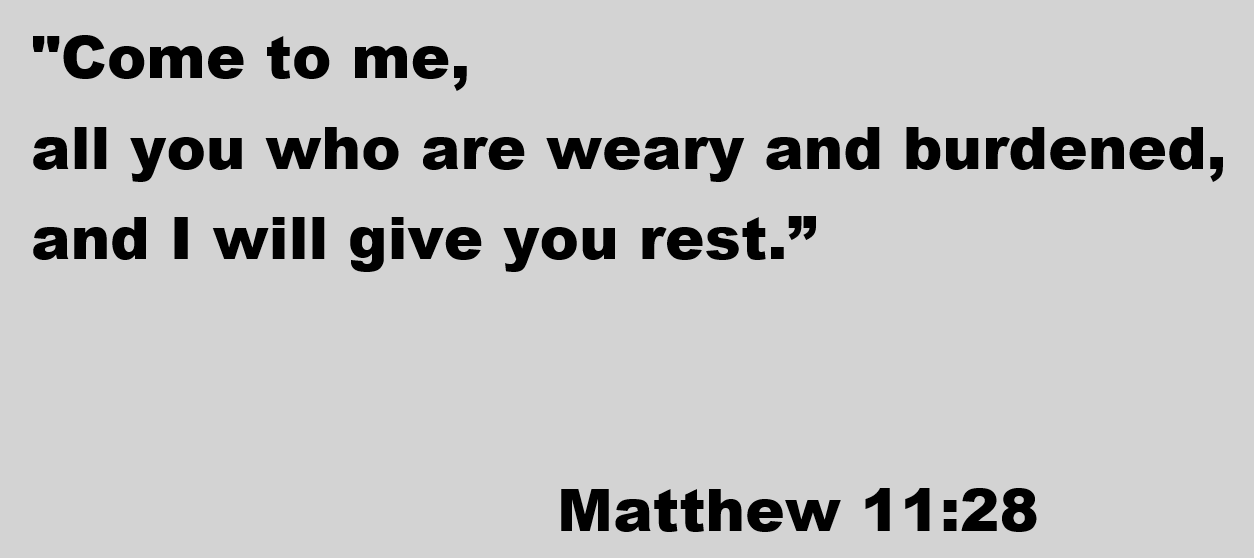 "Come to me,
all you who are weary and burdened,
and I will give you rest.”
Matthew 11:28